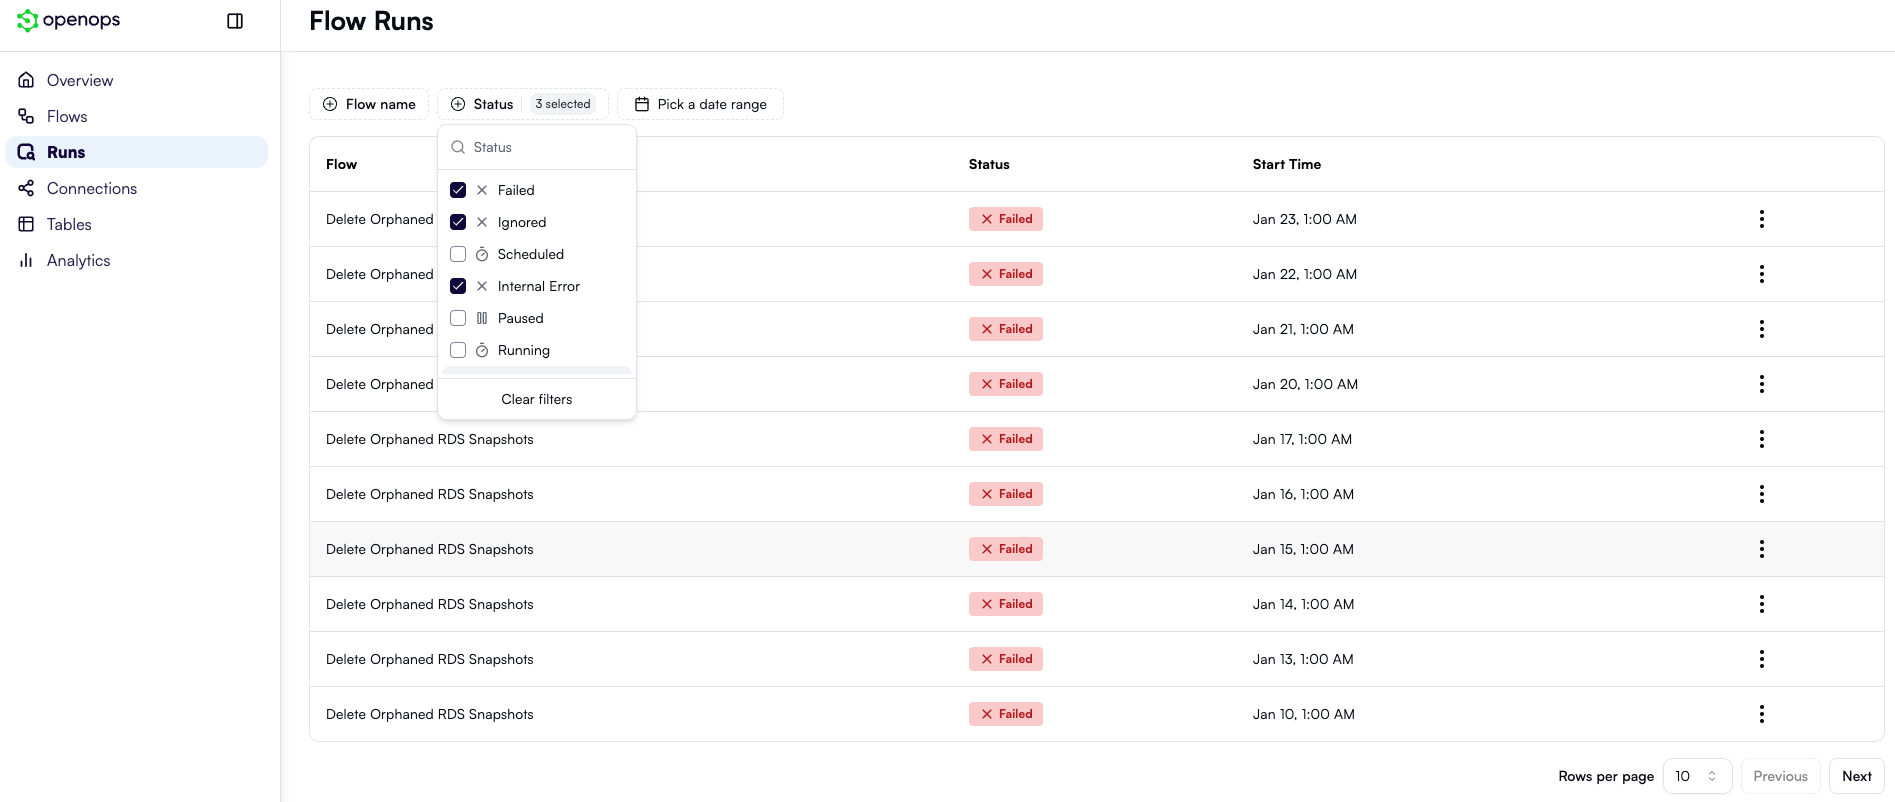 openops
Flow Runs
Overview
Flows
Runs
Connections
Tables
Analytics
Flow name
Status 3 selected
Pick a date range
Status
Failed
Ignored
Scheduled
Internal Error
Paused
Running
Clear filters
Flow Status Start Time
Delete Orphaned Failed Jan 23, 1:00 AM
Delete Orphaned Failed Jan 22, 1:00 AM
Delete Orphaned Failed Jan 21, 1:00 AM
Delete Orphaned Failed Jan 20, 1:00 AM
Delete Orphaned RDS Snapshots Failed Jan 17, 1:00 AM
Delete Orphaned RDS Snapshots Failed Jan 16, 1:00 AM
Delete Orphaned RDS Snapshots Failed Jan 15, 1:00 AM
Delete Orphaned RDS Snapshots Failed Jan 14, 1:00 AM
Delete Orphaned RDS Snapshots Failed Jan 13, 1:00 AM
Delete Orphaned RDS Snapshots Failed Jan 10, 1:00 AM
Rows per page 10 Previous Next